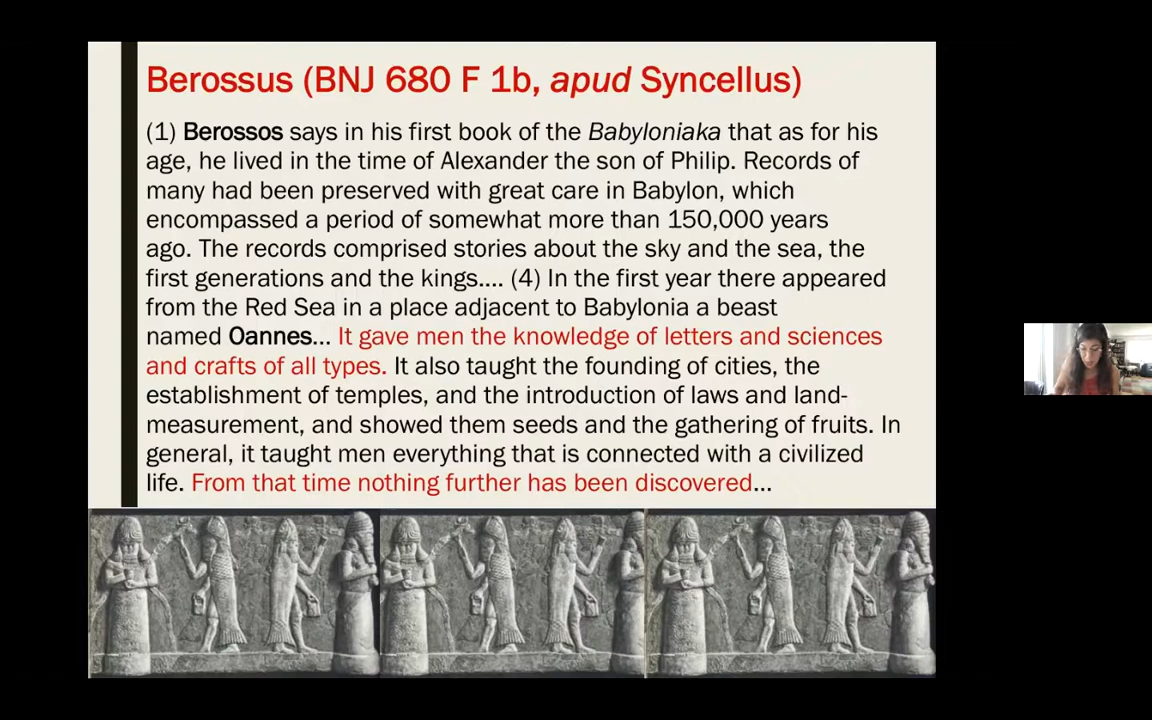 Berossus (BNJ 680 F 1b, apud Syncellus)
(1) Berossos says in his first book of the Babyloniaka that as for his
age, he lived in the time of Alexander the son of Philip. Records of
many had been preserved with great care in Babylon, which
encompassed a period of somewhat more than 150,000 years
ago. The records comprised stories about the sky and the sea, the
first generations and the kings.... (4) In the first year there appeared
from the Red Sea in a place adjacent to Babylonia a beast
named Oannes... It gave men the knowledge of letters and sciences
and crafts of all types. It also taught the founding of cities, the
establishment of temples, and the introduction of laws and land-
measurement, and showed them seeds and the gathering of fruits. In
general, it taught men everything that is connected with a civilized
life. From that time nothing further has been discovered...